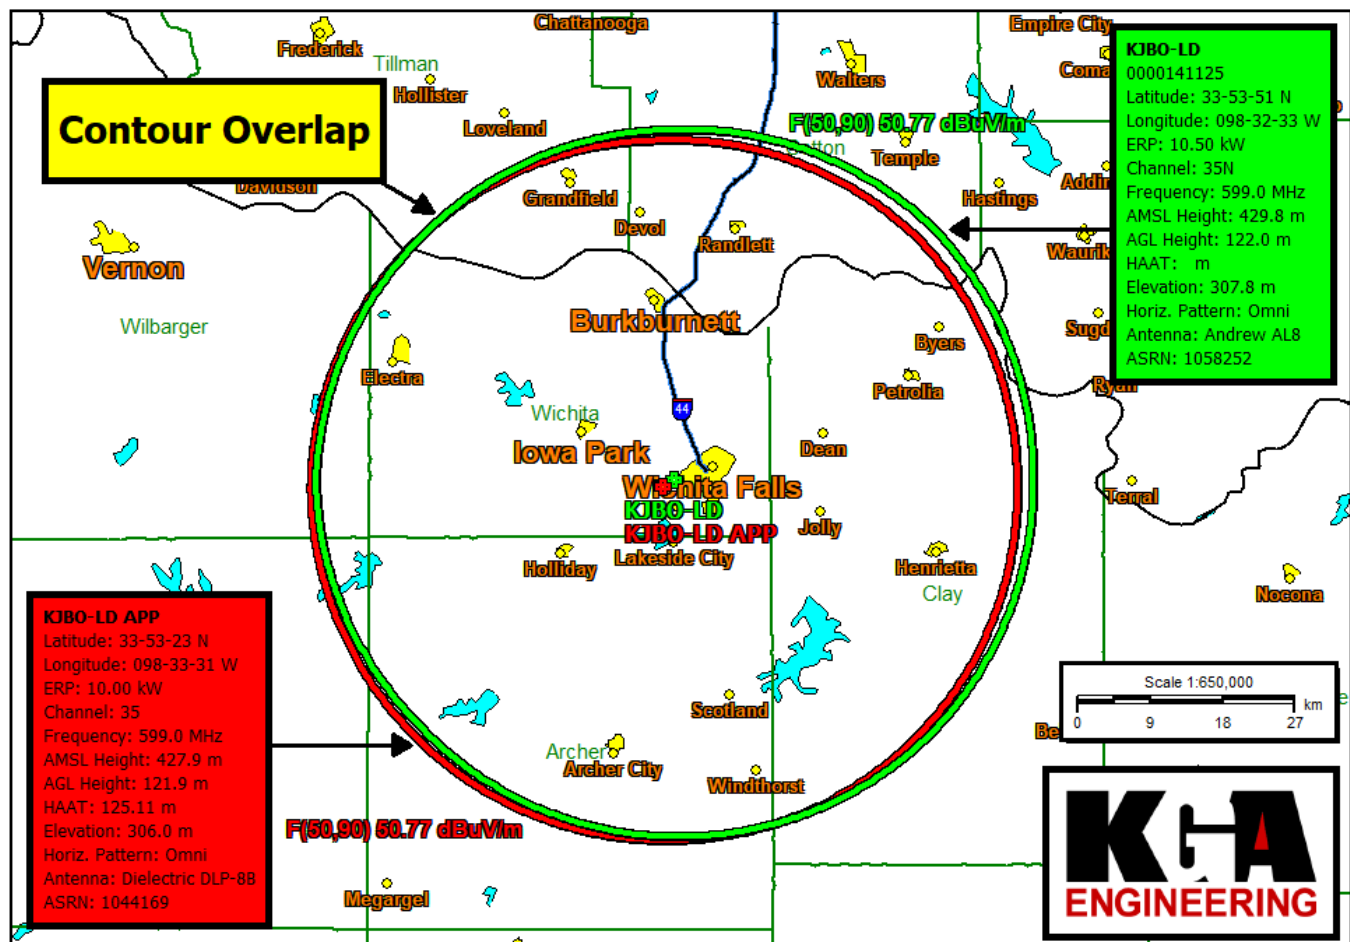 Chattanooga
Empire City
Frederick
Tillman
Hollister
Walters
Coma
Loveland
F(50,90) 50.77 dBuV/m
Cotton
Temple
Contour Overlap
Davidson
Grandfield
Hastings
Addin
Devol
Randlett
Waurik
Vernon
Wilbarger
Burkburnett
Byers
Sugd
Electra
Petrolia
Ryan
44
Wichita
Iowa Park
Dean
Wichita Falls
KJBO-LD
KJBO-LD APP
Lakeside City
Jolly
Terral
Holliday
Henrietta
Clay
Nocona
Scotland
Archer
Archer City
Windthorst
Be
F(50,90) 50.77 dBuV/m
Megargel
KJBO-LD
0000141125
Latitude: 33-53-51 N
Longitude: 098-32-33 W
ERP: 10.50 kW
Channel: 35N
Frequency: 599.0 MHz
AMSL Height: 429.8 m
AGL Height: 122.0 m
HAAT: m
Elevation: 307.8 m
Horiz. Pattern: Omni
Antenna: Andrew AL8
ASRN: 1058252
KJBO-LD APP
Latitude: 33-53-23 N
Longitude: 098-33-31 W
ERP: 10.00 kW
Channel: 35
Frequency: 599.0 MHz
AMSL Height: 427.9 m
AGL Height: 121.9 m
HAAT: 125.11 m
Elevation: 306.0 m
Horiz. Pattern: Omni
Antenna: Dielectric DLP-8B
ASRN: 1044169
Scale 1:650,000
0 9 18 27 km
KGA
ENGINEERING